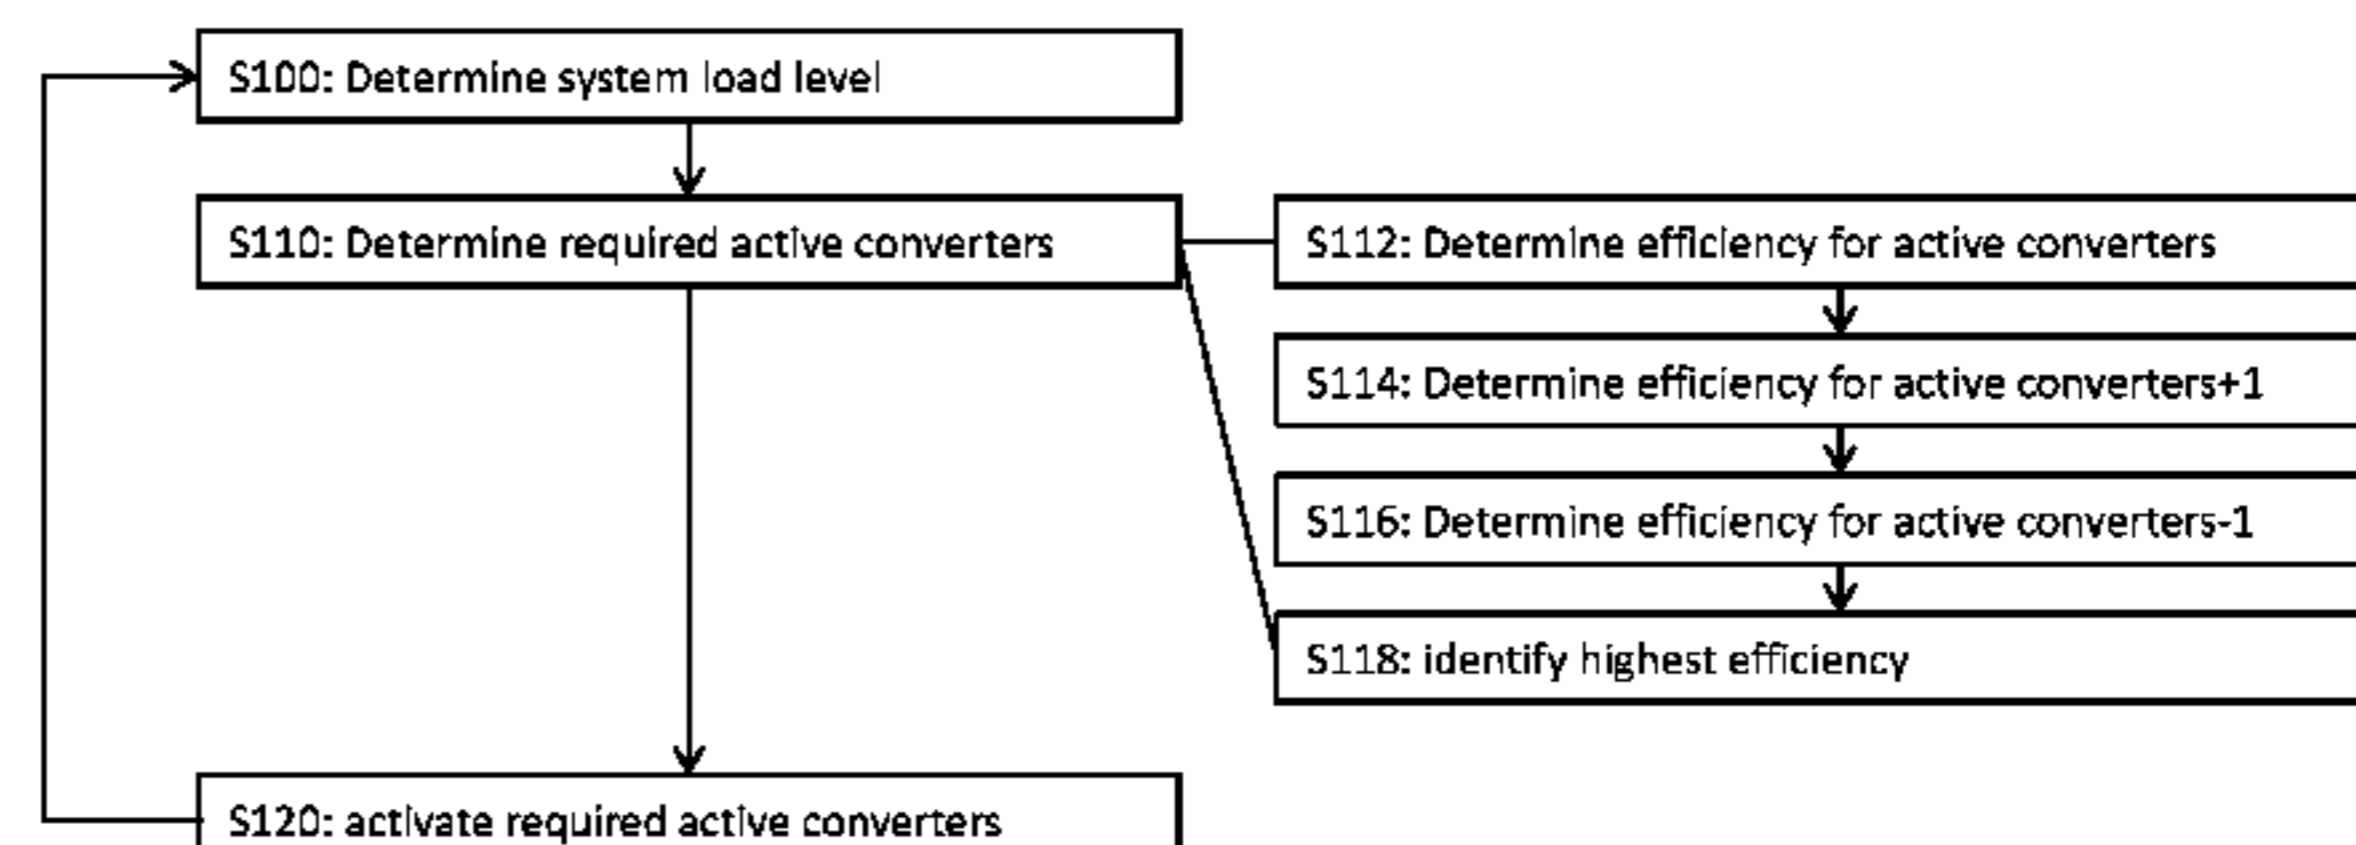 S100: Determine system load level
S110: Determine required active converters
S112: Determine efficiency for active converters
S114: Determine efficiency for active converters+1
S116: Determine efficiency for active converters-1
S118: identify highest efficiency
S120: activate required active converters